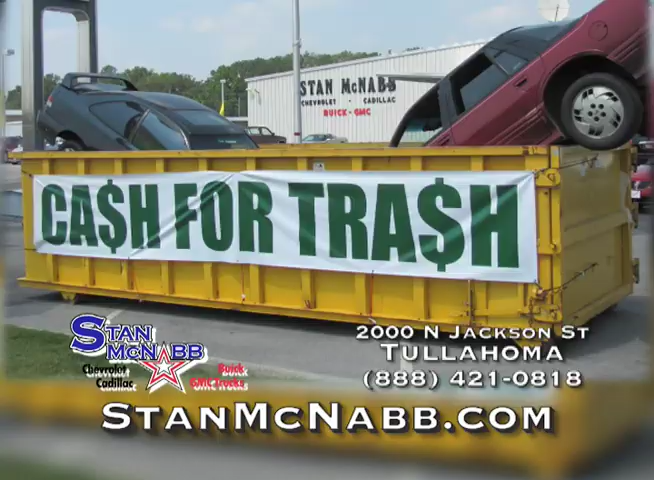 STAN MCNABB
CHEVROLET - CADILLAC
BUICK - GMC
CA$H FOR TRA$H
STAN
MCNABB
Chevrolet
Cadillac
Buick
GMC Trucks
2000 N JACKSON ST
TULLAHOMA
(888) 421-0818
STANMCNABB.COM